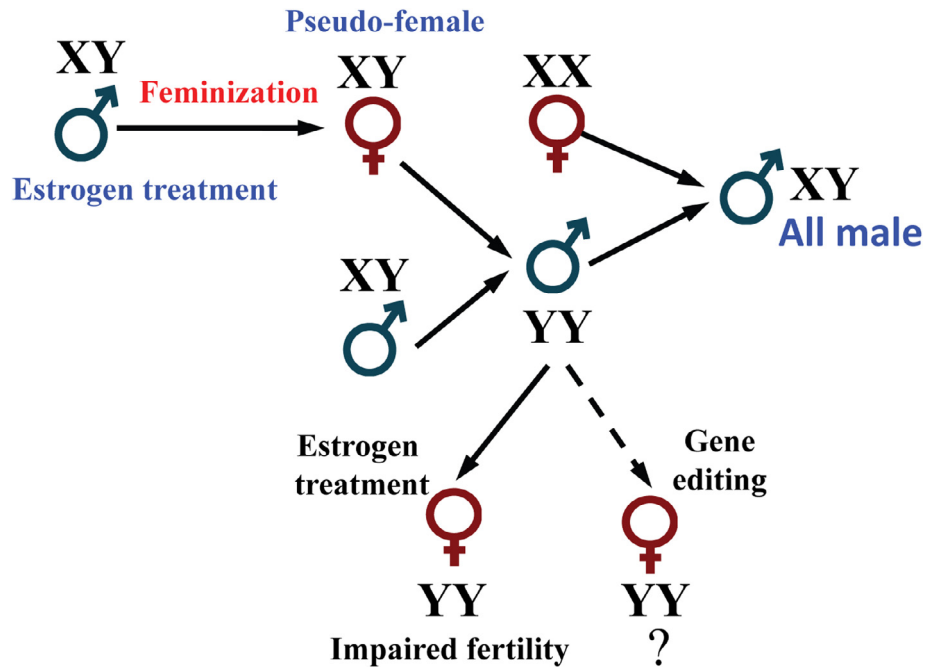 Pseudo-female
XY
Feminization
XY
XX
Estrogen treatment
XY
All male
XY
YY
Estrogen
treatment
Gene
editing
YY
Impaired fertility
YY
?